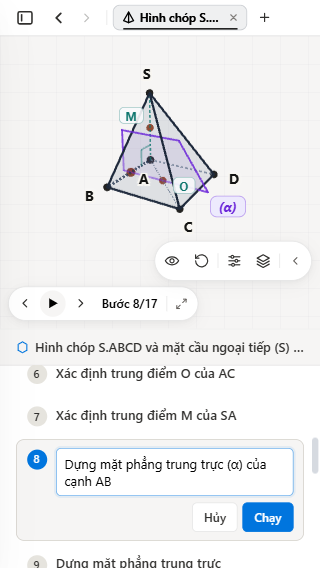 Hình chóp S....
S
M
A
O
B
D
(α)
C
Bước 8/17
Hình chóp S.ABCD và mặt cầu ngoại tiếp (S) ...
6 Xác định trung điểm O của AC
7 Xác định trung điểm M của SA
8 Dựng mặt phẳng trung trực (α) của
cạnh AB
Hủy Chạy
9 Dựng mặt phẳng trung trực